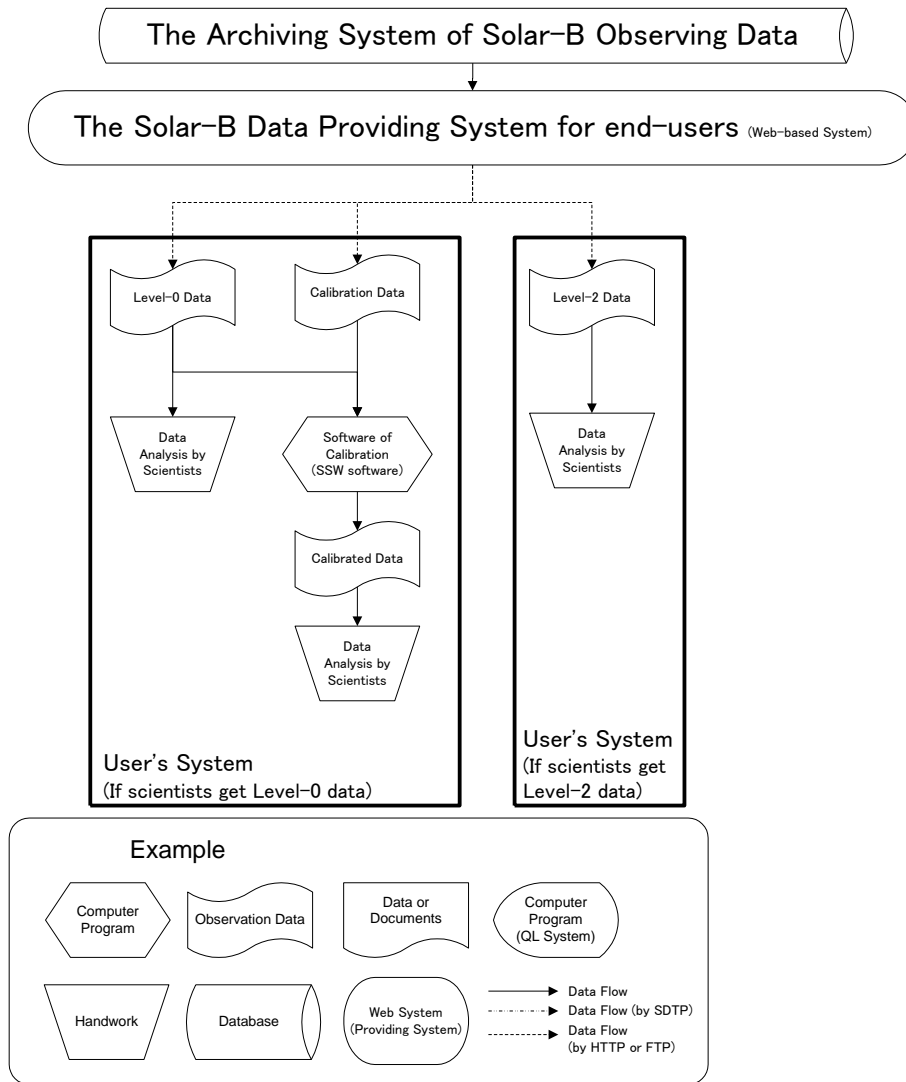 The Archiving System of Solar-B Observing Data
The Solar-B Data Providing System for end-users (Web-based System)
Level-0 Data
Calibration Data
Level-2 Data
Data
Analysis by
Scientists
Software of
Calibration
(SSW software)
Data
Analysis by
Scientists
Calibrated Data
Data
Analysis by
Scientists
User's System
(If scientists get Level-0 data)
User's System
(If scientists get
Level-2 data)
Example
Computer
Program
Observation Data
Data or
Documents
Computer
Program
(QL System)
Handwork
Database
Web System
(Providing System)
Data Flow
Data Flow (by SDTP)
Data Flow
(by HTTP or FTP)